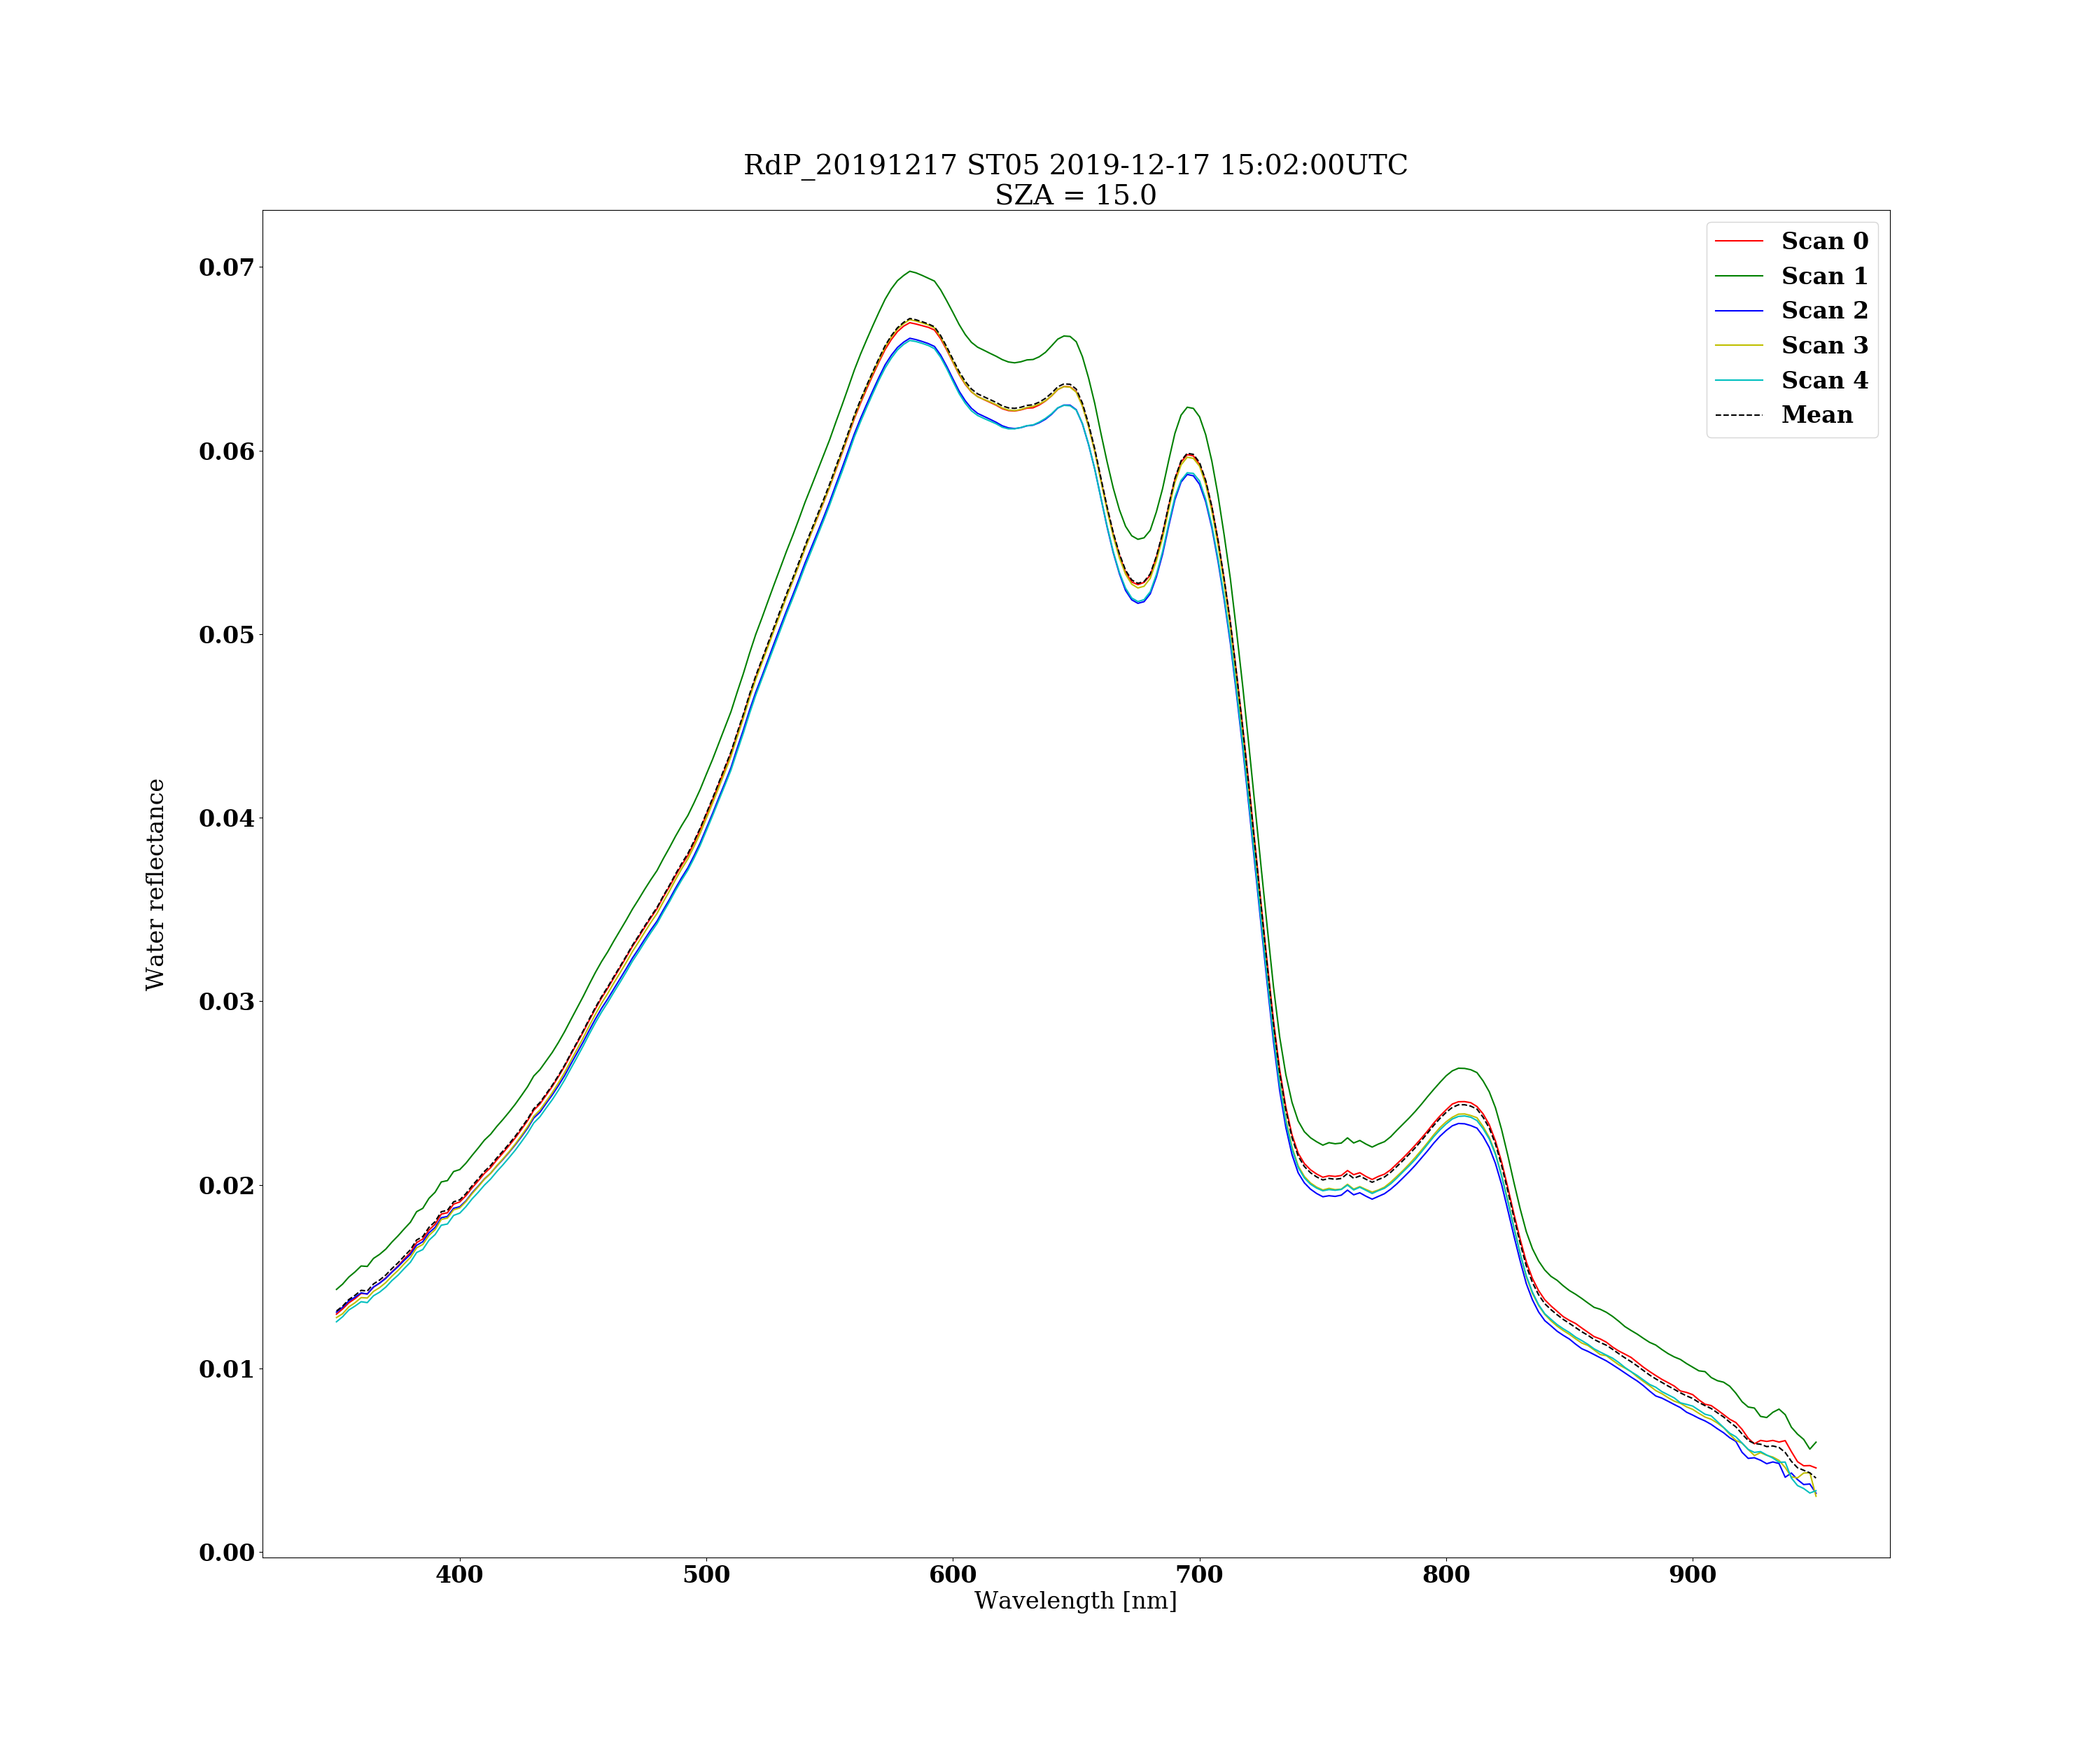 RdP_20191217 ST05 2019-12-17 15:02:00UTC
SZA = 15.0
Scan 0
Scan 1
Scan 2
Scan 3
Scan 4
Mean
0.07
0.06
0.05
0.04
0.03
0.02
0.01
0.00
Water reflectance
400 500 600 700 800 900
Wavelength [nm]